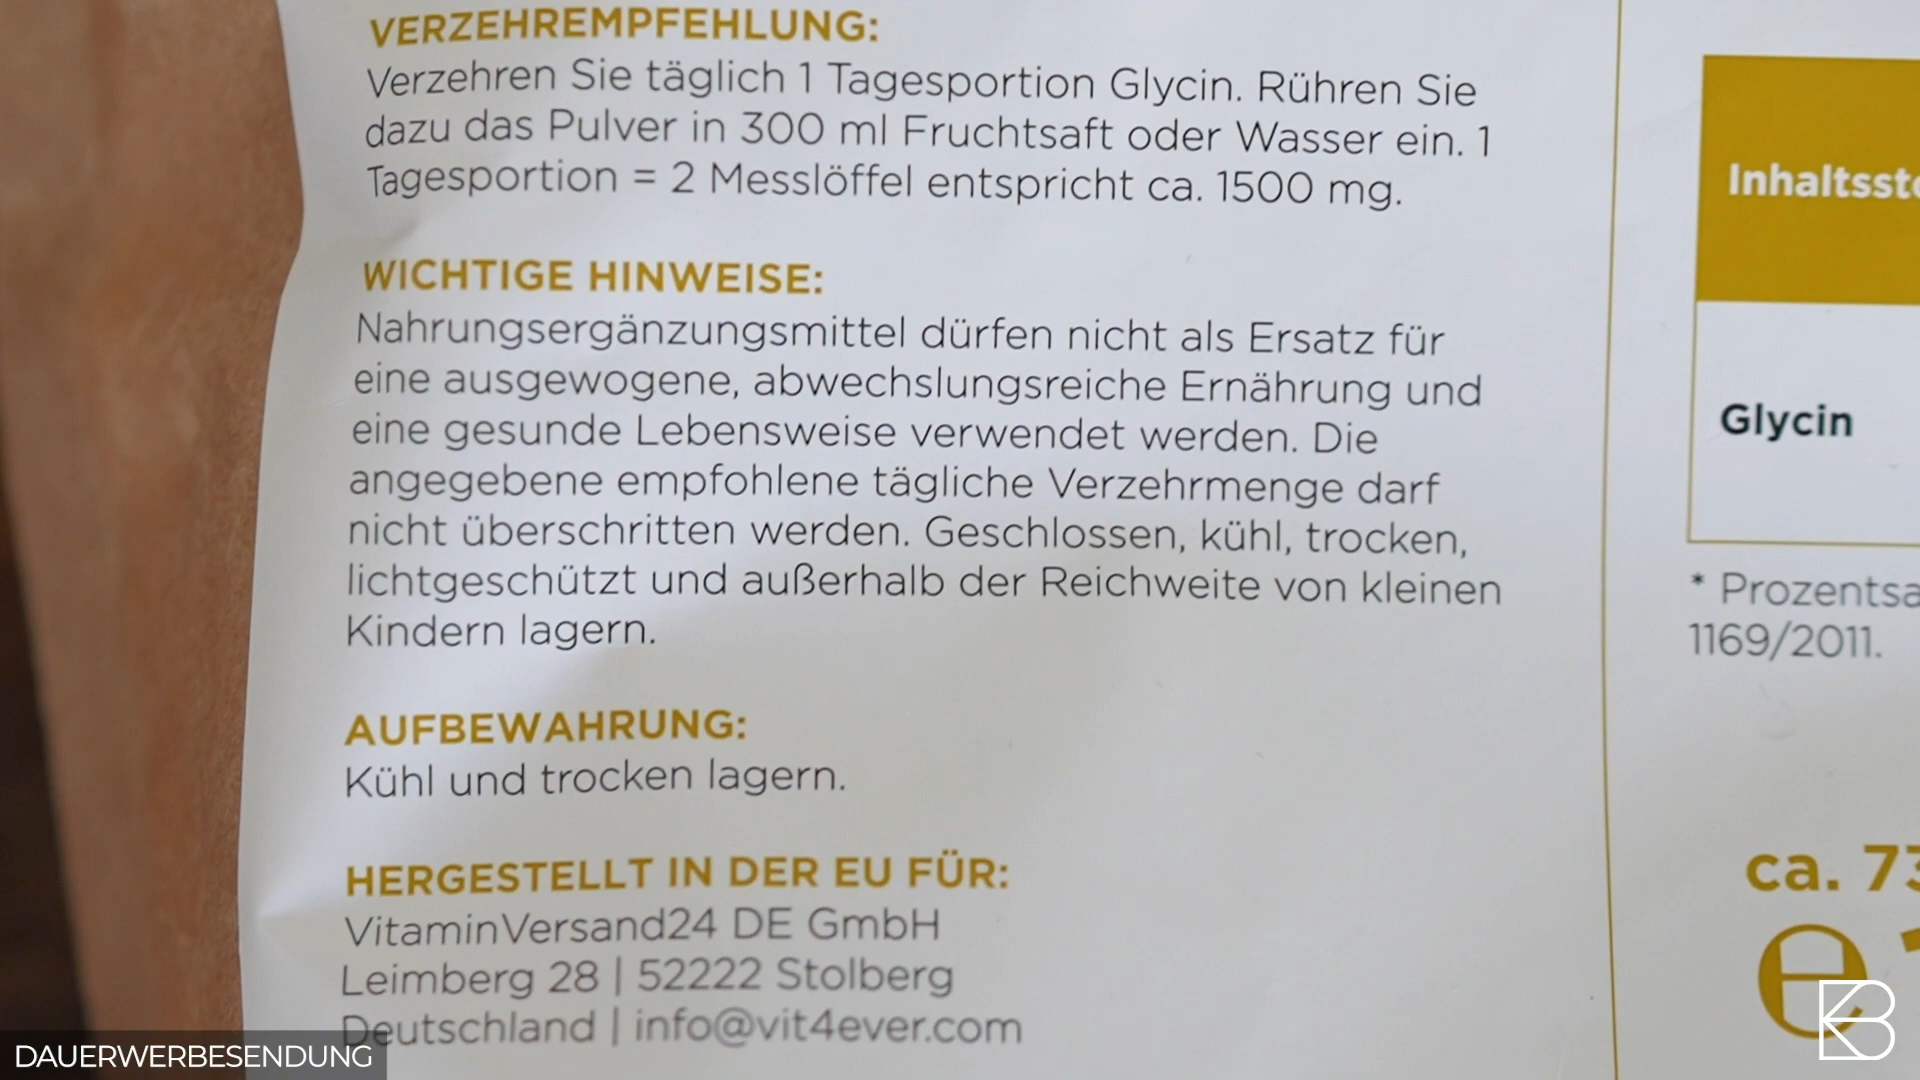 VERZEHREMPFEHLUNG:
Verzehren Sie täglich 1 Tagesportion Glycin. Rühren Sie
dazu das Pulver in 300 ml Fruchtsaft oder Wasser ein. 1
Tagesportion = 2 Messlöffel entspricht ca. 1500 mg.
WICHTIGE HINWEISE:
Nahrungsergänzungsmittel dürfen nicht als Ersatz für
eine ausgewogene, abwechslungsreiche Ernährung und
eine gesunde Lebensweise verwendet werden. Die
angegebene empfohlene tägliche Verzehrmenge darf
nicht überschritten werden. Geschlossen, kühl, trocken,
lichtgeschützt und außerhalb der Reichweite von kleinen
Kindern lagern.
AUFBEWAHRUNG:
Kühl und trocken lagern.
HERGESTELLT IN DER EU FÜR:
VitaminVersand24 DE GmbH
Leimberg 28 | 52222 Stolberg
Deutschland | info@vit4ever.com
Glycin
1169/2011.
ca.
e
DAUERWERBESENDUNG